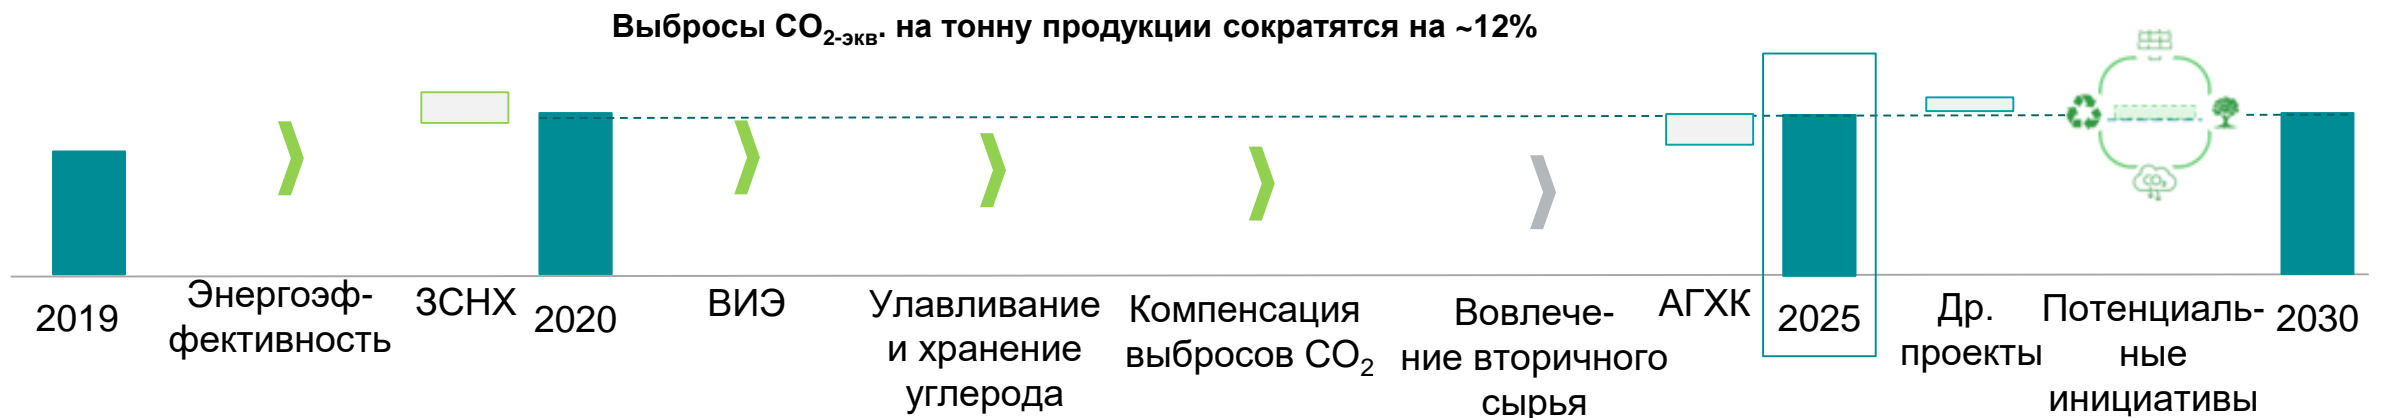 Выбросы CO2-экв. на тонну продукции сократятся на ~12%
CO2
2019
Энергоэф-
фективность
ЗСНХ
2020
ВИЭ
Улавливание
и хранение
углерода
Компенсация
выбросов CO2
Вовлече-
ние вторичного
сырья
АГХК
2025
Др.
проекты
Потенциаль-
ные
инициативы
2030